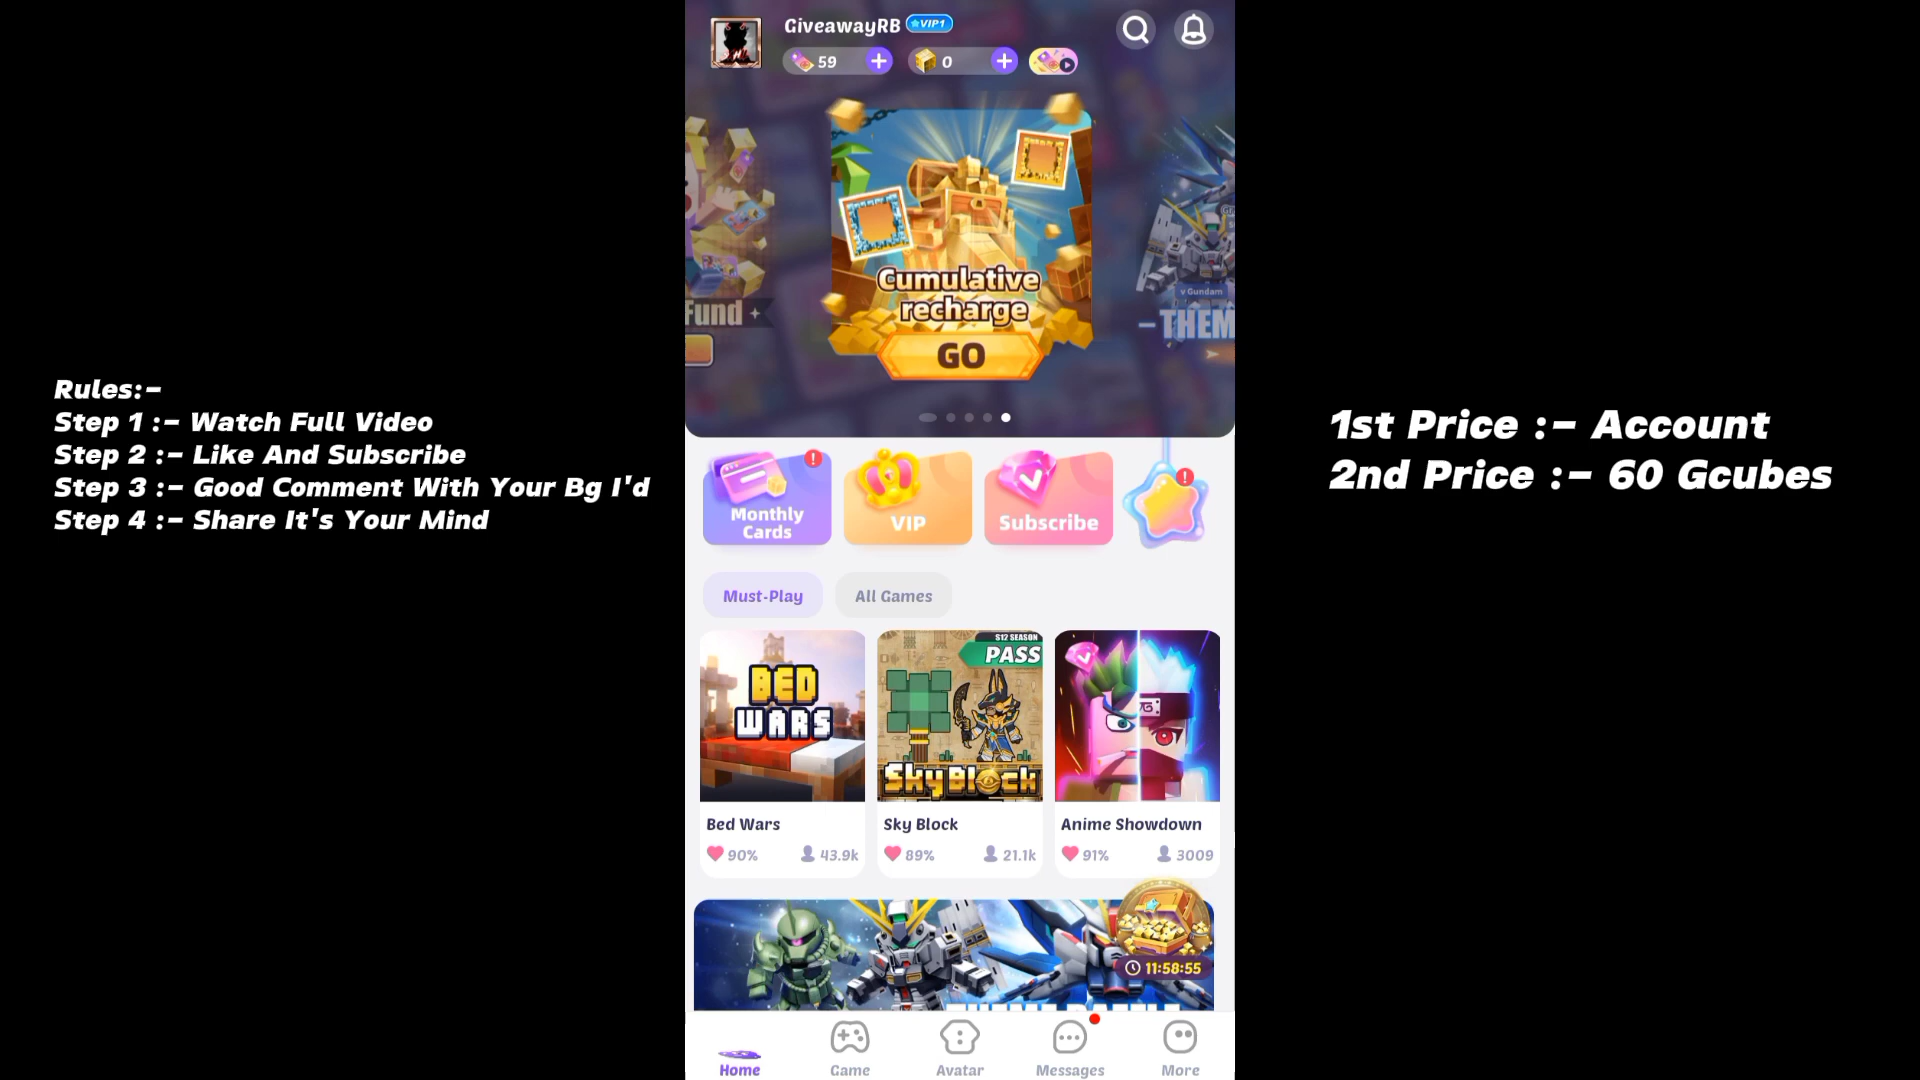 GiveawayRB VIP1
59
0
Fund
Cumulative
recharge
GO
v Gundam
- THEM
Rules:-
Step 1 :- Watch Full Video
Step 2 :- Like And Subscribe
Step 3 :- Good Comment With Your Bg I'd
Step 4 :- Share It's Your Mind
1st Price :- Account
2nd Price :- 60 Gcubes
Monthly
Cards
VIP
Subscribe
Must-Play
All Games
BED
WARS
S12 SEASON
PASS
Sky Block
Bed Wars
90% 43.9k
Sky Block
89% 21.1k
Anime Showdown
91% 3009
11:58:55
Home
Game
Avatar
Messages
More